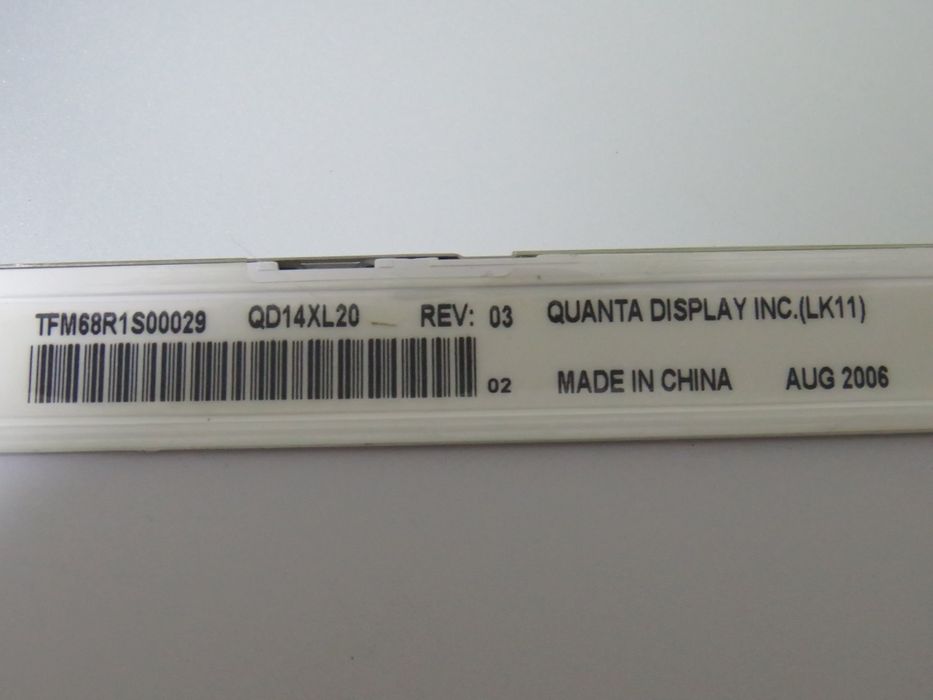 TFM68R1S00029 QD14XL20 REV: 03 QUANTA DISPLAY INC.(LK11)
02 MADE IN CHINA AUG 2006